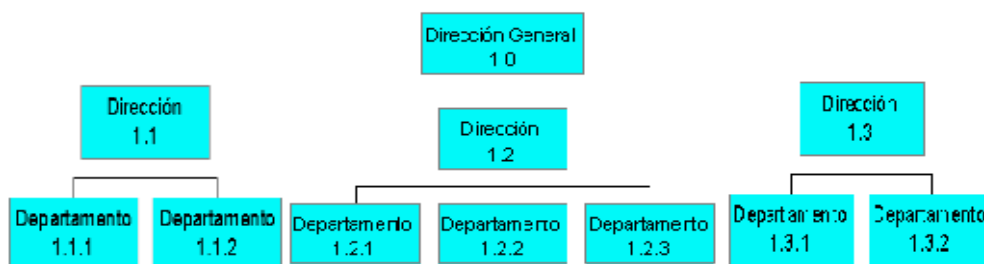 Dirección General
1.0
Dirección
1.1
Dirección
1.2
Dirección
1.3
Departamento
1.1.1
Departamento
1.1.2
Departamento
1.2.1
Departamento
1.2.2
Departamento
1.2.3
Departamento
1.3.1
Departamento
1.3.2